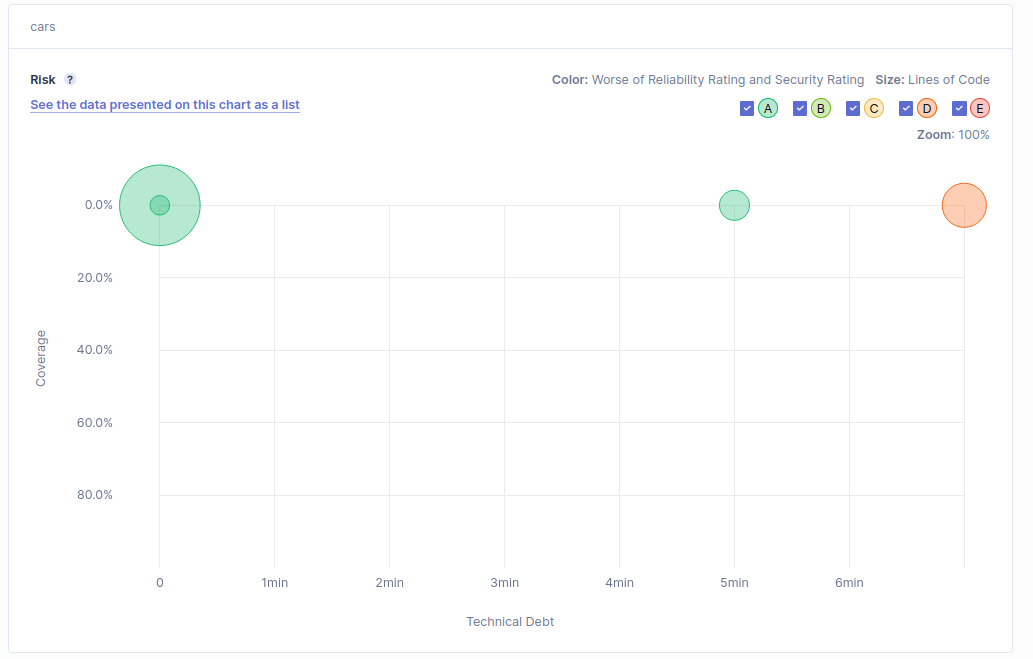 cars
Risk ?
Color: Worse of Reliability Rating and Security Rating Size: Lines of Code
See the data presented on this chart as a list
A B C D E
Zoom: 100%
0.0%
20.0%
40.0%
60.0%
80.0%
Coverage
0 1min 2min 3min 4min 5min 6min
Technical Debt